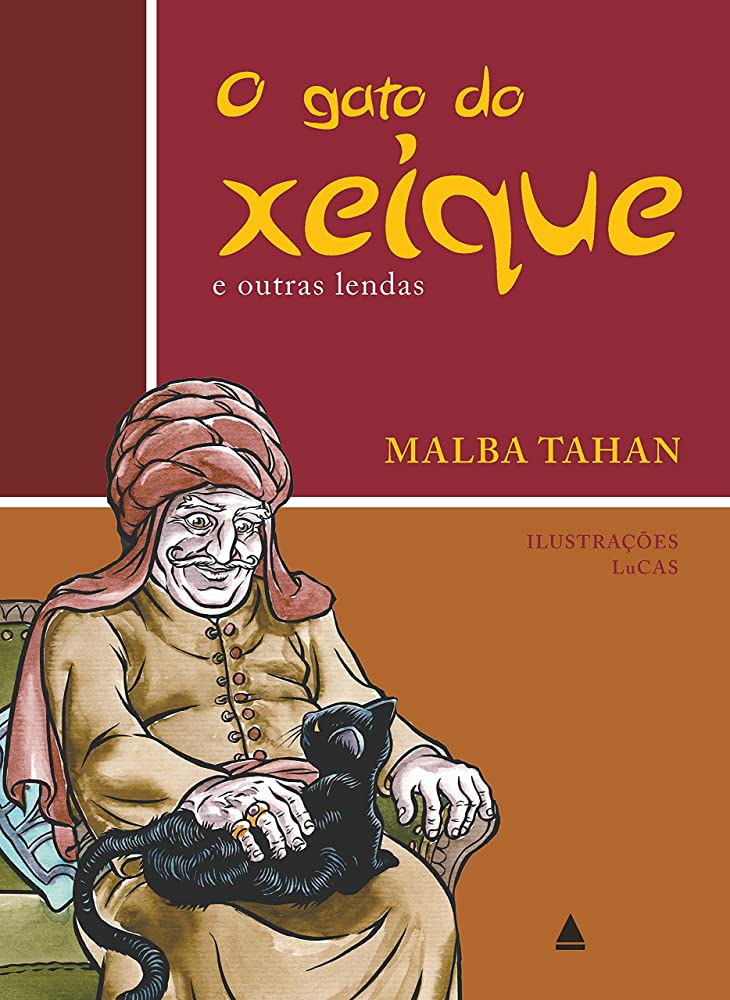 O gato do
xeique
e outras lendas
MALBA TAHAN
ILUSTRAÇÕES
LuCAS